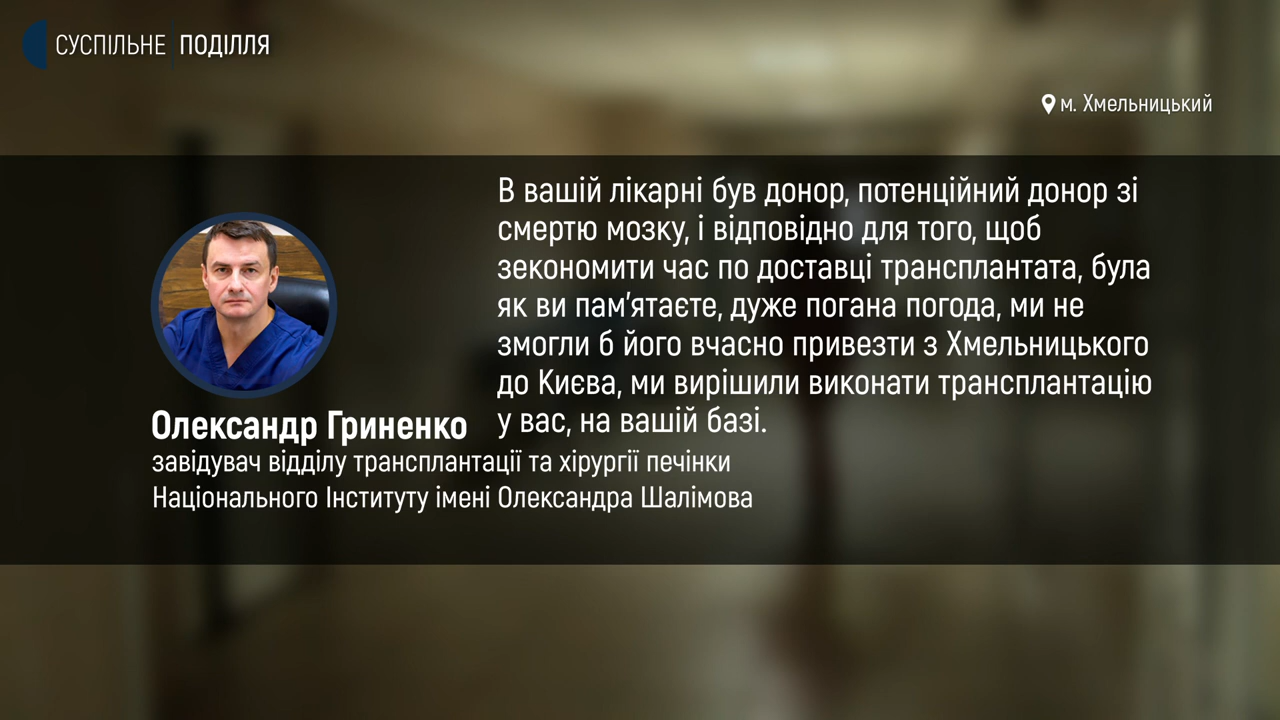 СУСПІЛЬНЕ ПОДІЛЛЯ
м. Хмельницький
В вашій лікарні був донор, потенційний донор зі
смертю мозку, і відповідно для того, щоб
зекономити час по доставці трансплантата, була
як ви пам’ятаєте, дуже погана погода, ми не
змогли б його вчасно привезти з Хмельницького
до Києва, ми вирішили виконати трансплантацію
у вас, на вашій базі.
Олександр Гриненко
завідувач відділу трансплантації та хірургії печінки
Національного Інституту імені Олександра Шалімова